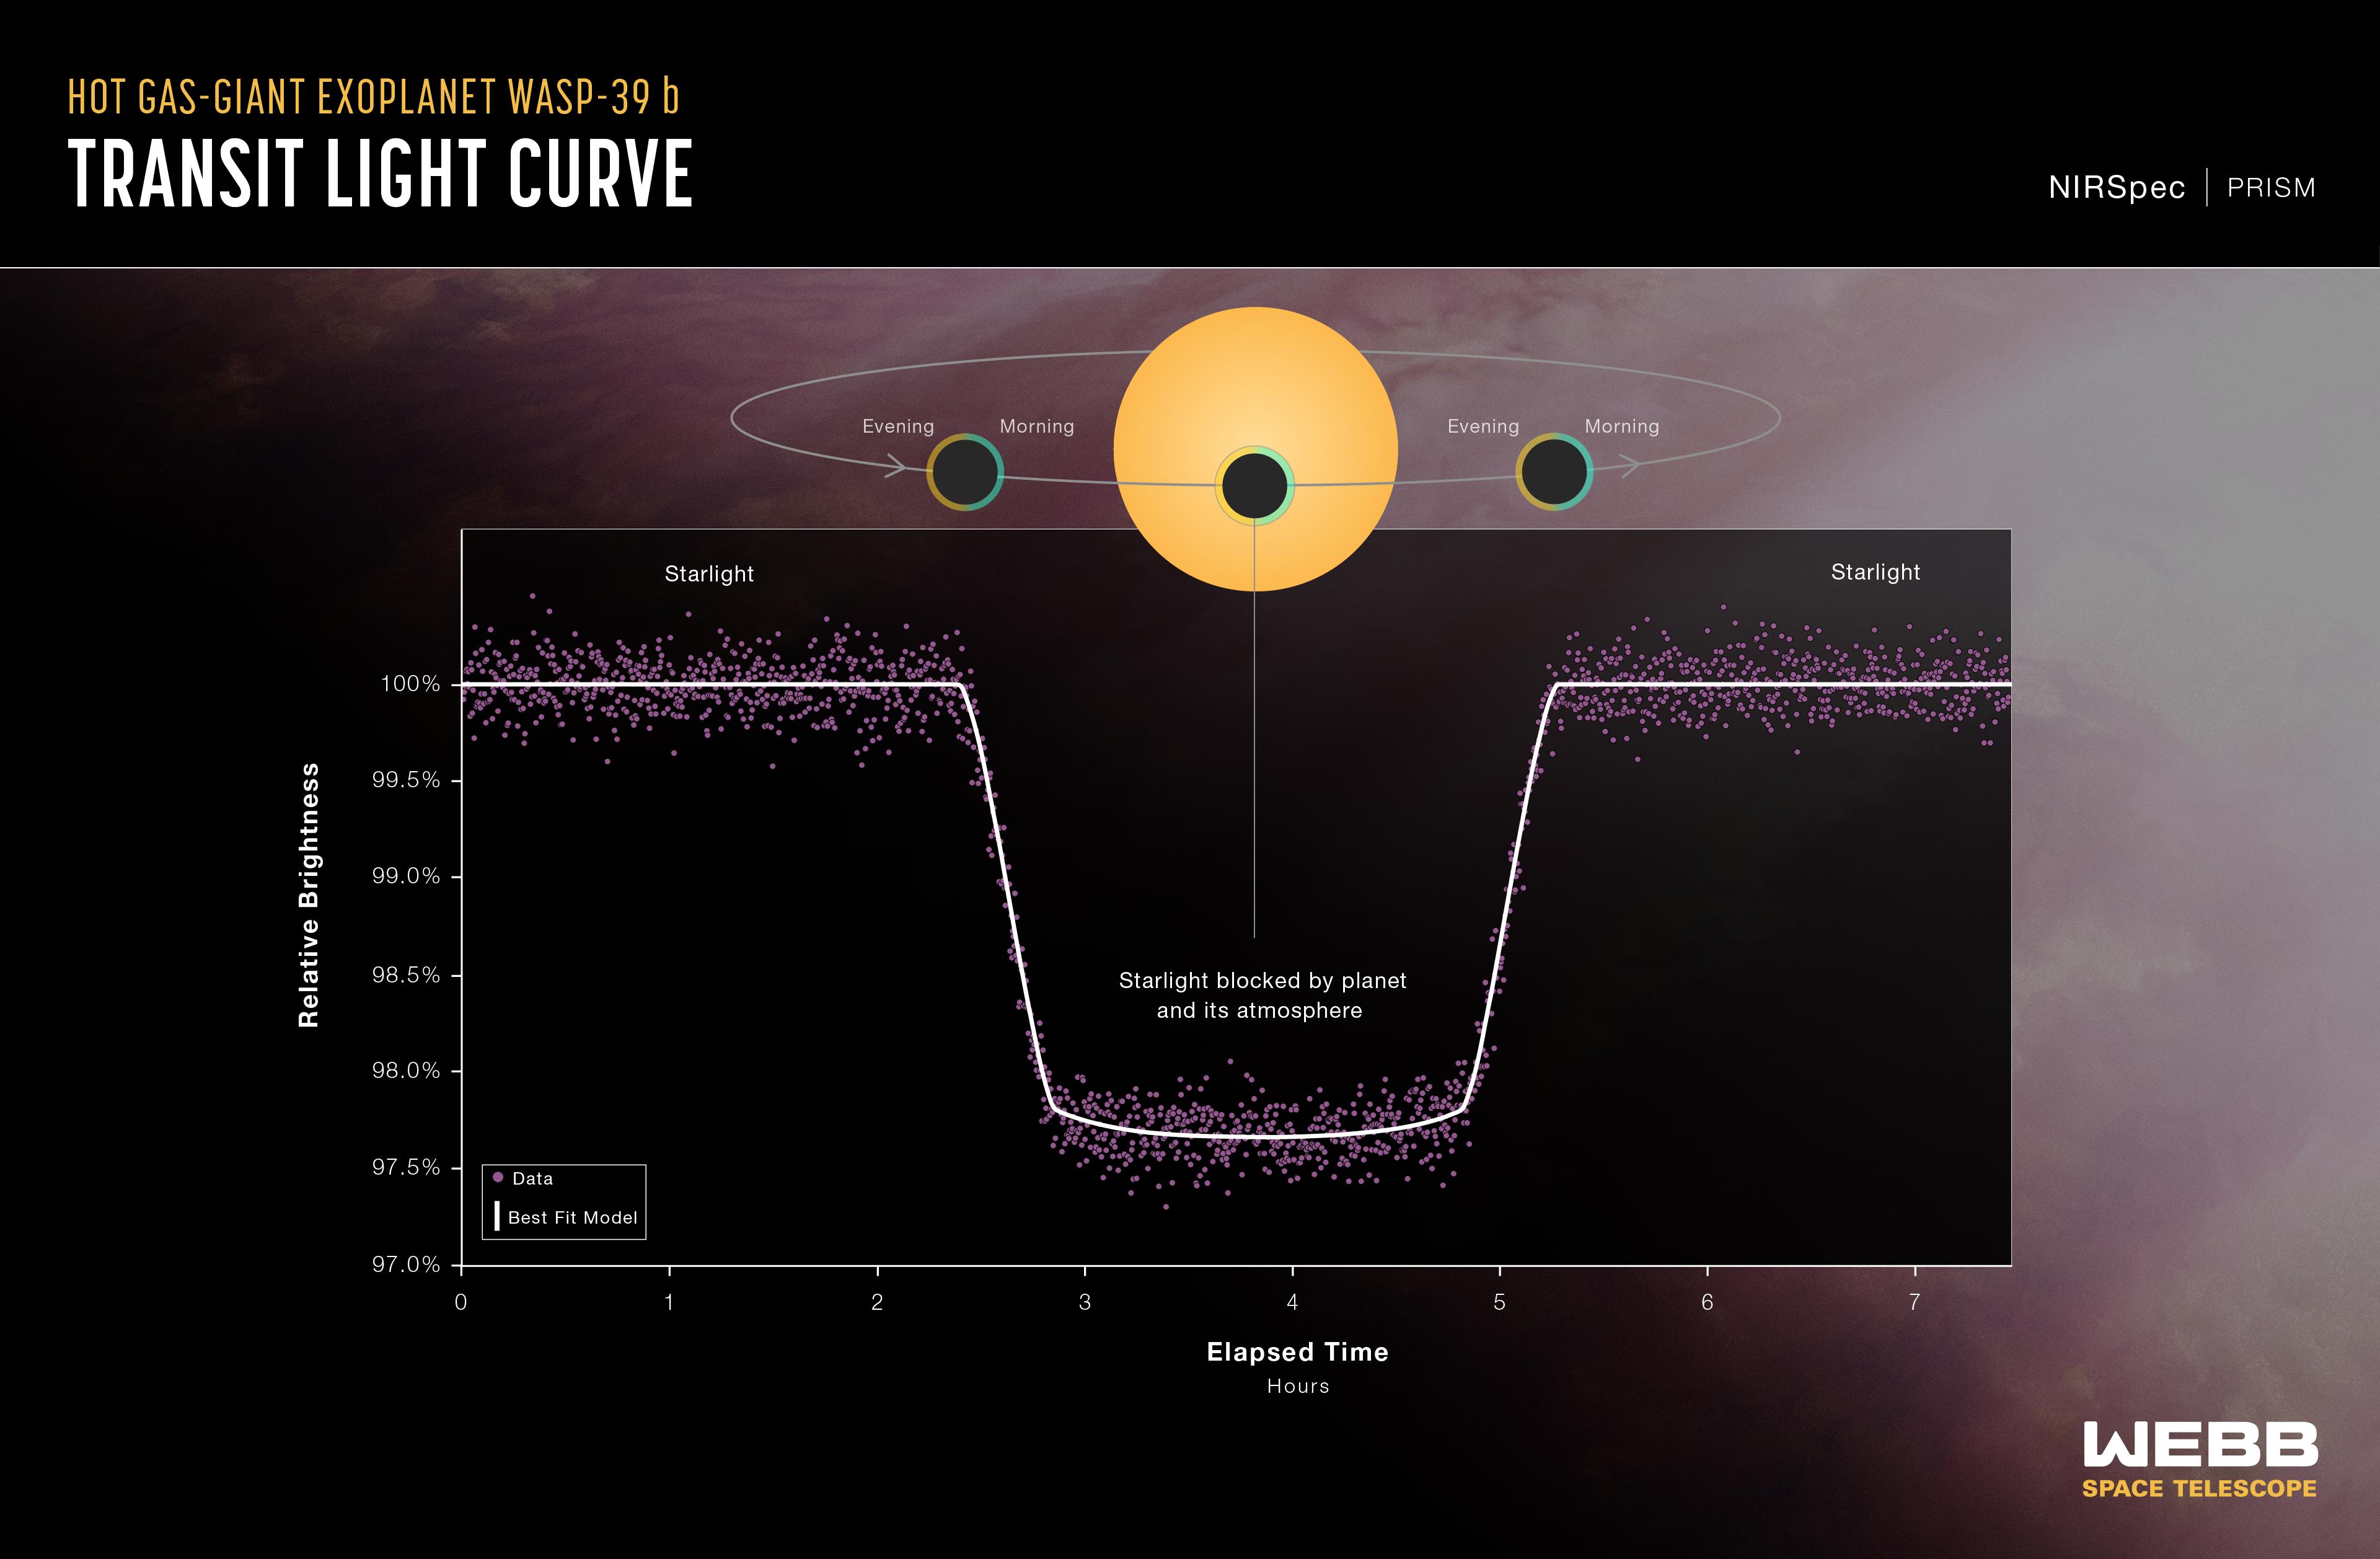 HOT GAS-GIANT EXOPLANET WASP-39 b
TRANSIT LIGHT CURVE
NIRSpec | PRISM
Evening
Morning
Evening
Morning
Starlight
Starlight
100%
99.5%
99.0%
98.5%
98.0%
97.5%
97.0%
Relative Brightness
Starlight blocked by planet
and its atmosphere
Data
Best Fit Model
0 1 2 3 4 5 6 7
Elapsed Time
Hours
WEBB
SPACE TELESCOPE